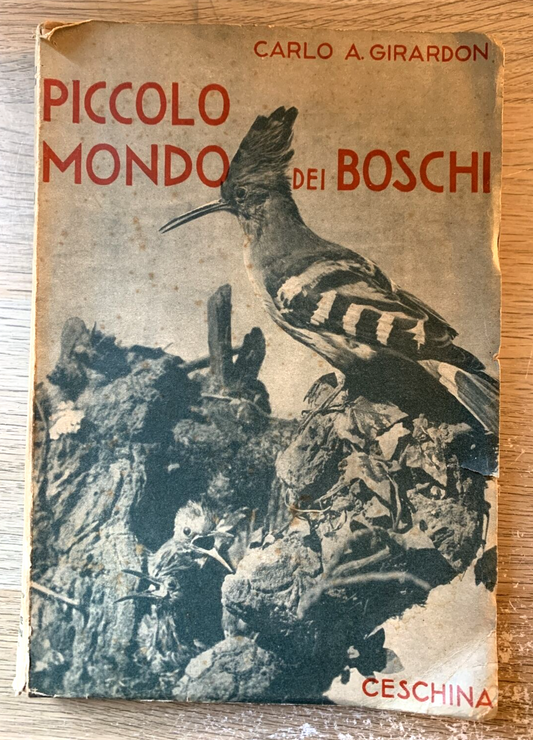 CARLO A. GIRARDON
PICCOLO
MONDO DEI BOSCHI
CESCHINA